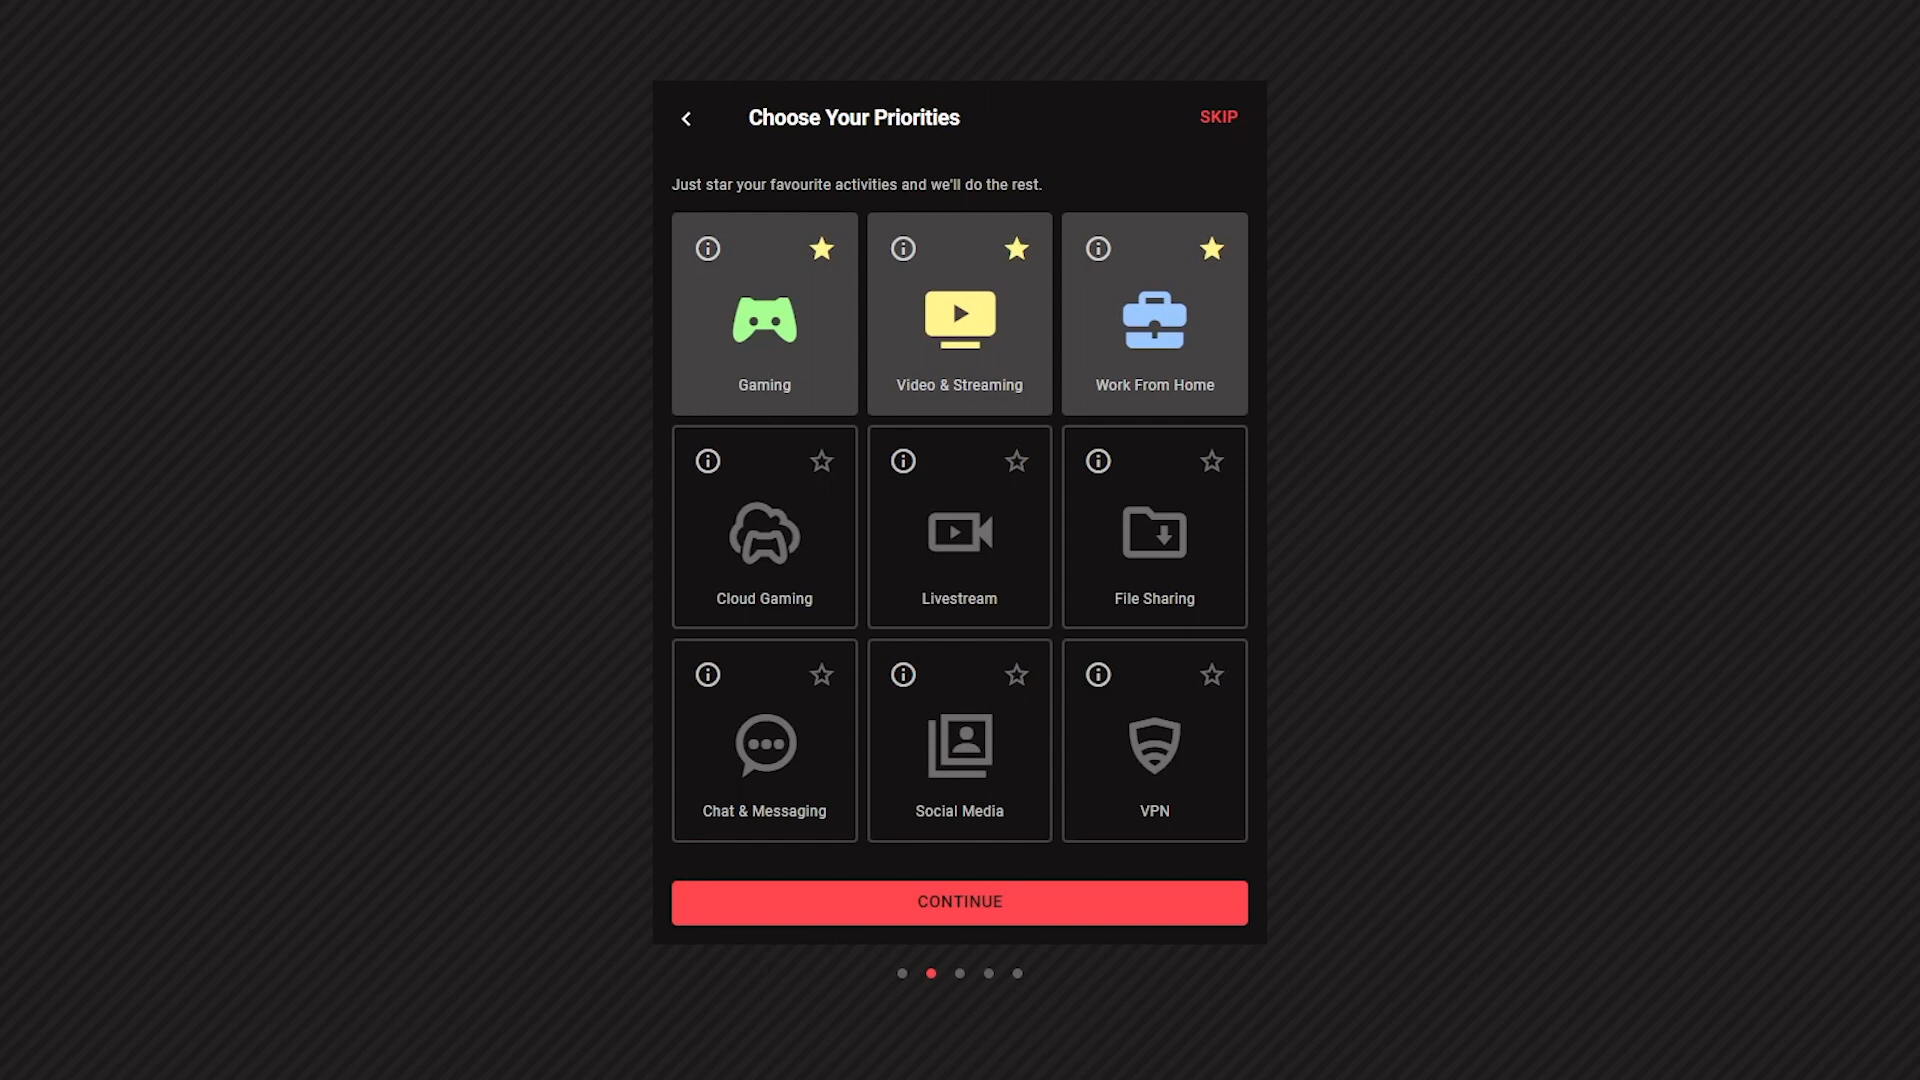 Choose Your Priorities
SKIP
Just star your favourite activities and we'll do the rest.
Gaming
Video & Streaming
Work From Home
Cloud Gaming
Livestream
File Sharing
Chat & Messaging
Social Media
VPN
CONTINUE